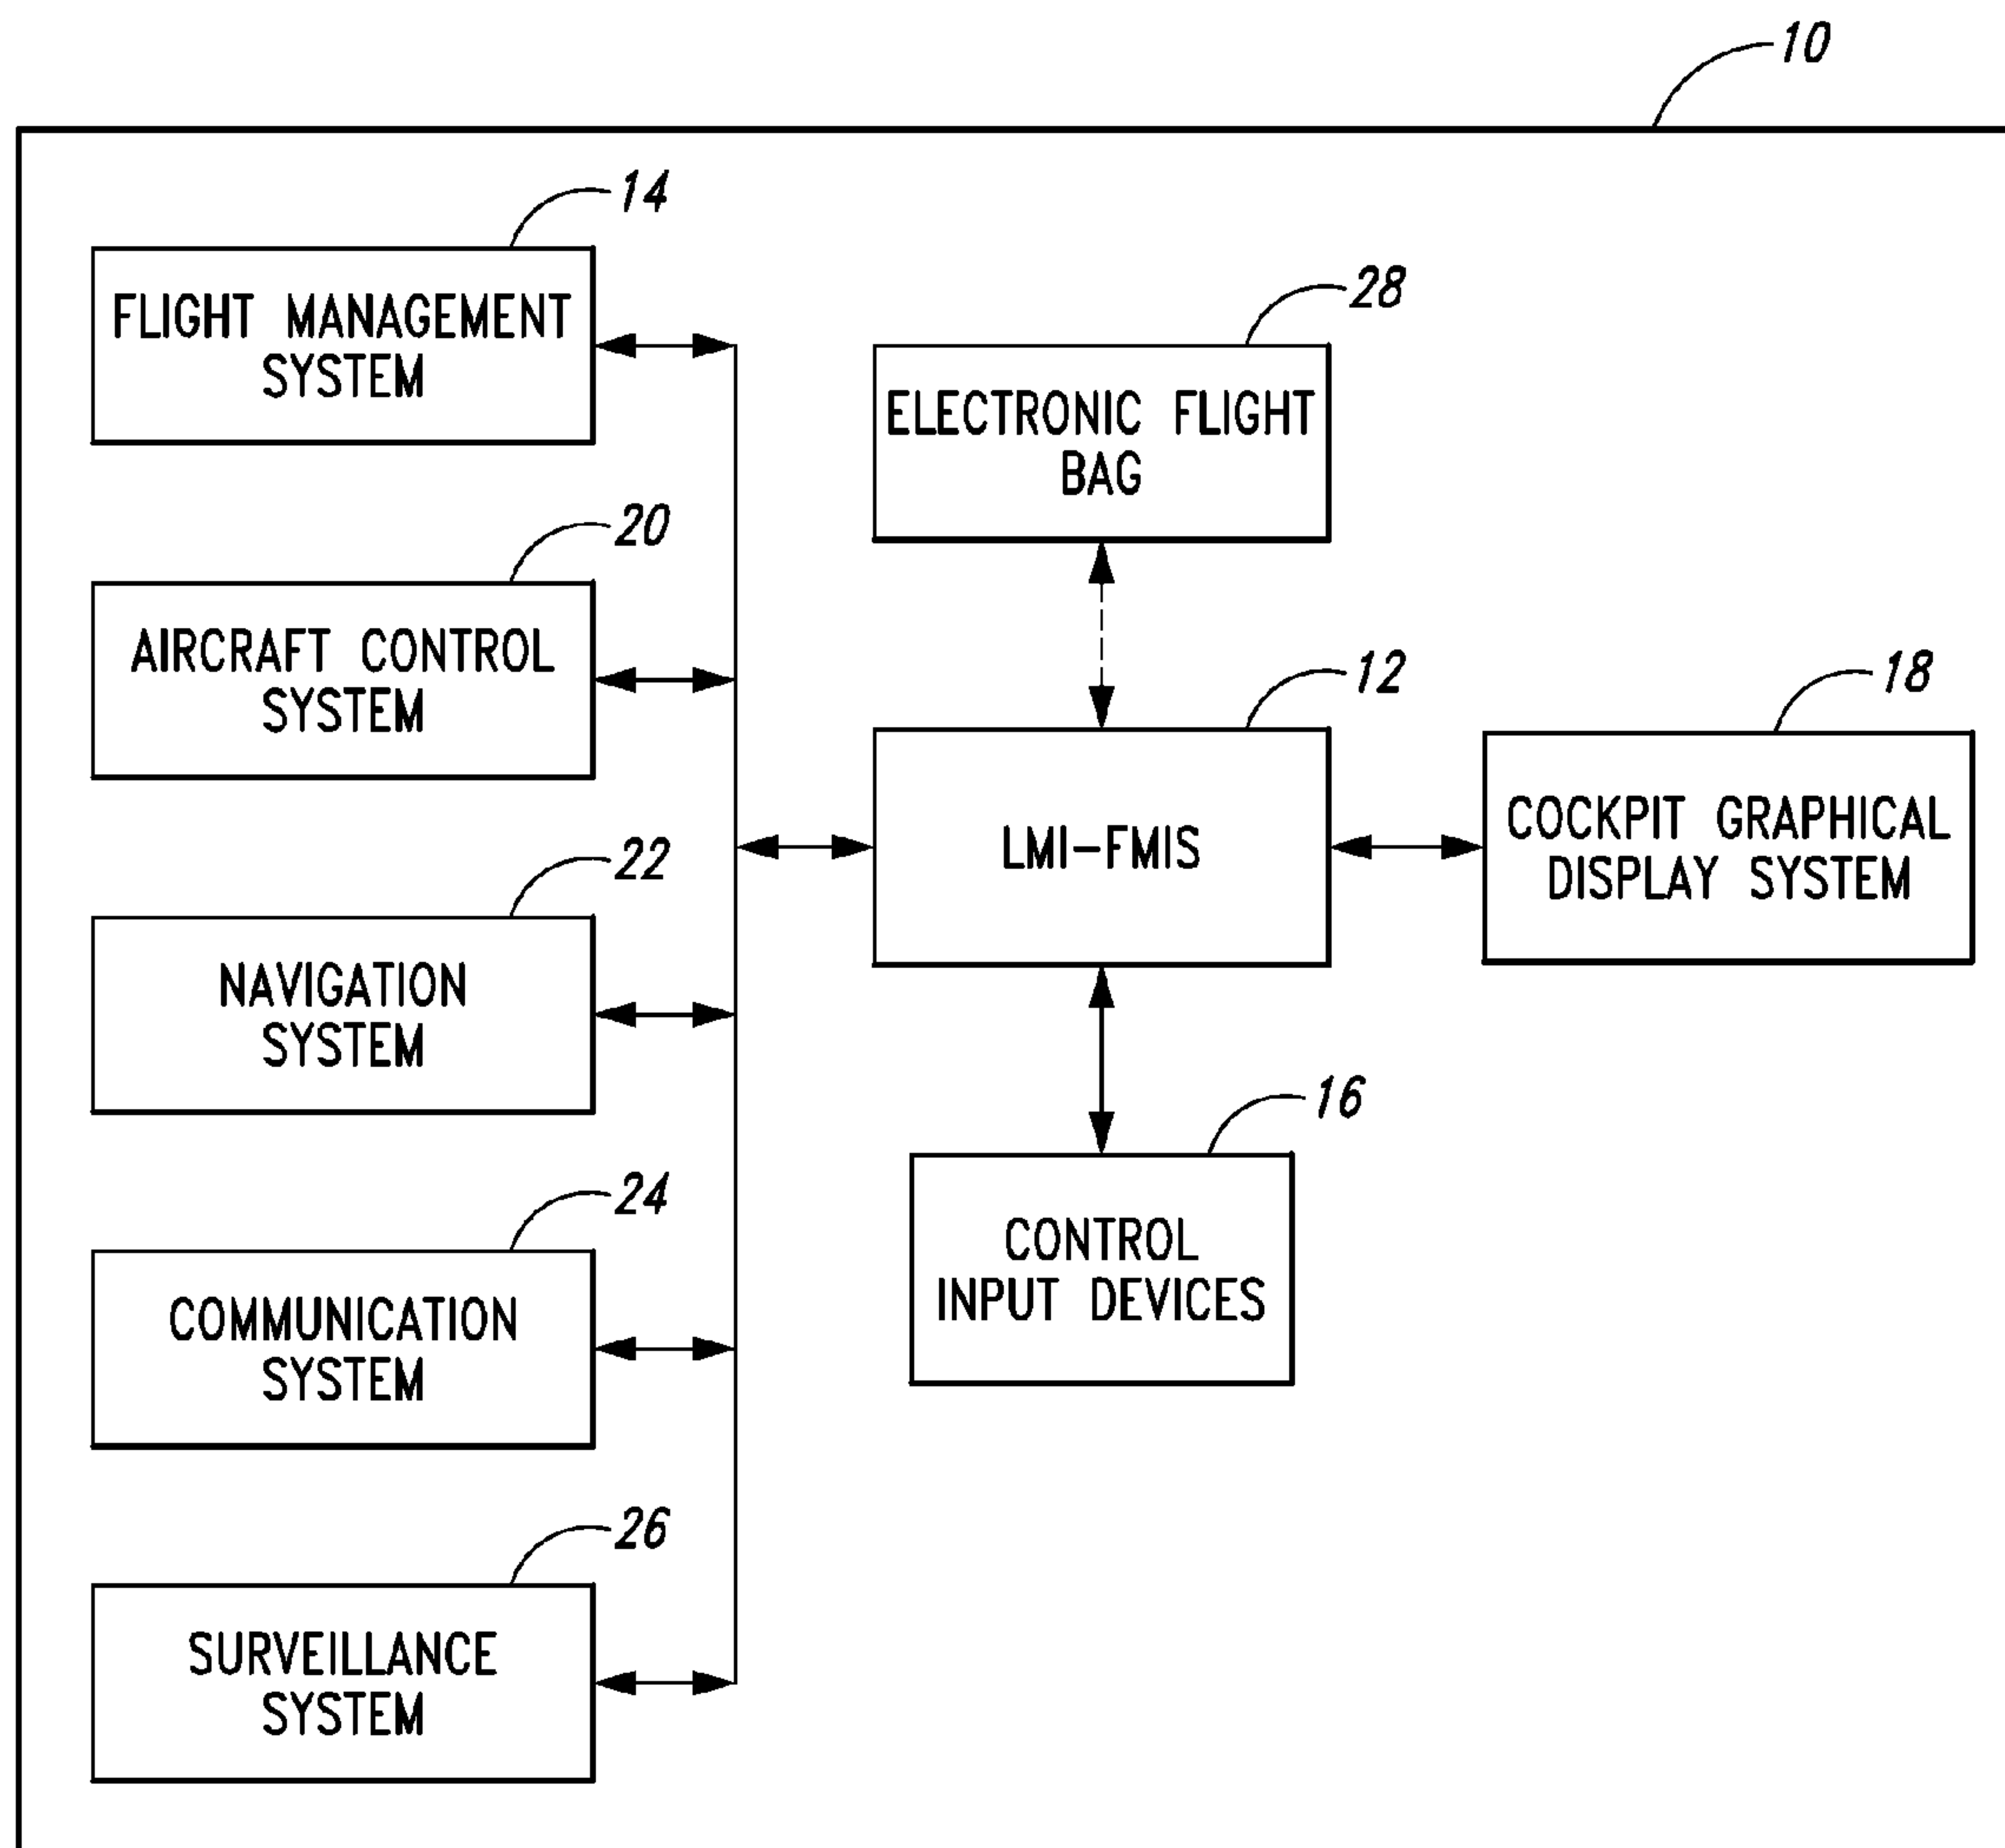 10
14
FLIGHT MANAGEMENT
SYSTEM
28
ELECTRONIC FLIGHT
BAG
20
AIRCRAFT CONTROL
SYSTEM
12
LMI-FMIS
18
COCKPIT GRAPHICAL
DISPLAY SYSTEM
22
NAVIGATION
SYSTEM
16
CONTROL
INPUT DEVICES
24
COMMUNICATION
SYSTEM
26
SURVEILLANCE
SYSTEM